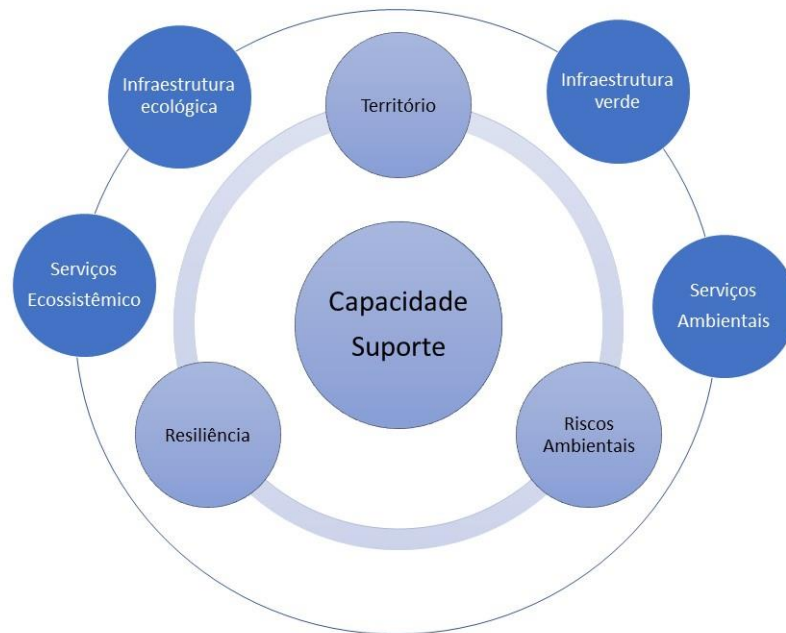 Infraestrutura
ecológica
Território
Infraestrutura
verde
Serviços
Ecossistêmico
Capacidade
Suporte
Serviços
Ambientais
Resiliência
Riscos
Ambientais